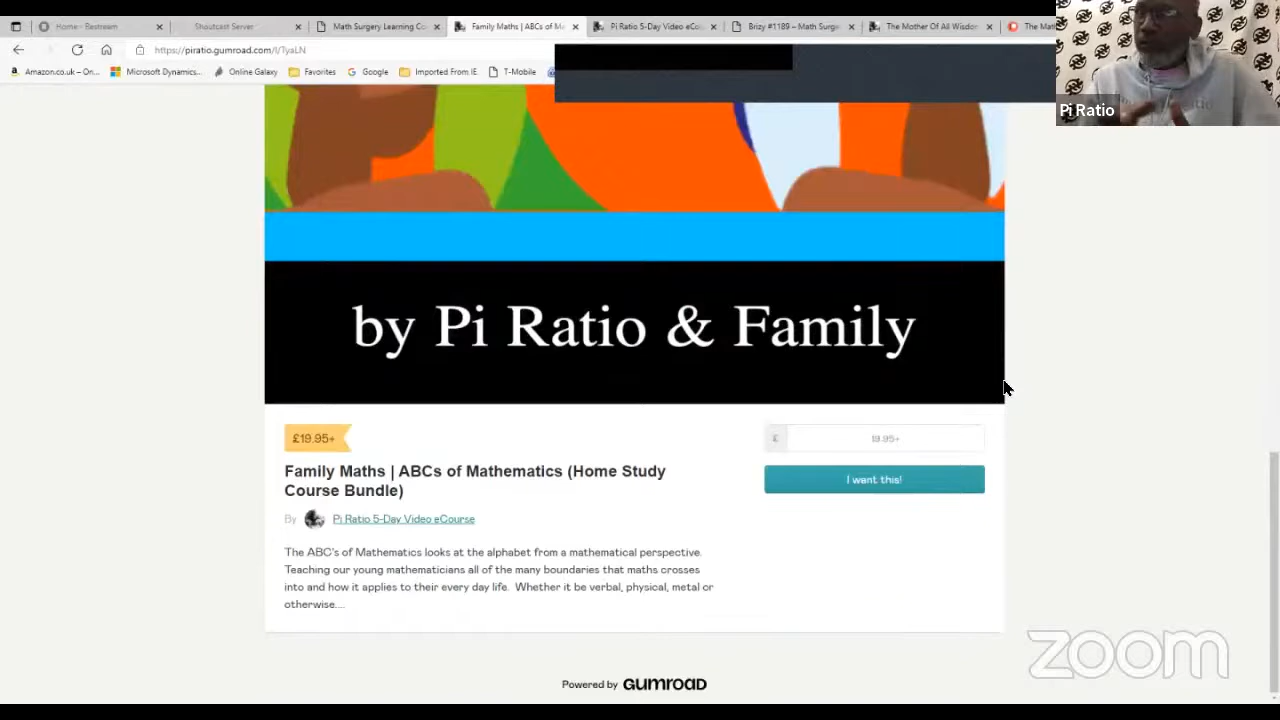 Home - Restream
Shoutcast Server
Math Surgery Learning Co
Family Maths | ABCs of Ma
Pi Ratio 5-Day Video eCou
Brizy #1189 – Math Surge
The Mother Of All Wisdo
The Mat
https://piratio.gumroad.com/l/TyaLN
Amazon.co.uk – On...
Microsoft Dynamics...
Online Galaxy
Favorites
Google
Imported From IE
T-Mobile
Pi Ratio
by Pi Ratio & Family
£19.95+
£ 19.95+
Family Maths | ABCs of Mathematics (Home Study
Course Bundle)
I want this!
By Pi Ratio 5-Day Video eCourse
The ABC's of Mathematics looks at the alphabet from a mathematical perspective.
Teaching our young mathematicians all of the many boundaries that maths crosses
into and how it applies to their every day life. Whether it be verbal, physical, metal or
otherwise....
zoom
Powered by GUMROAD